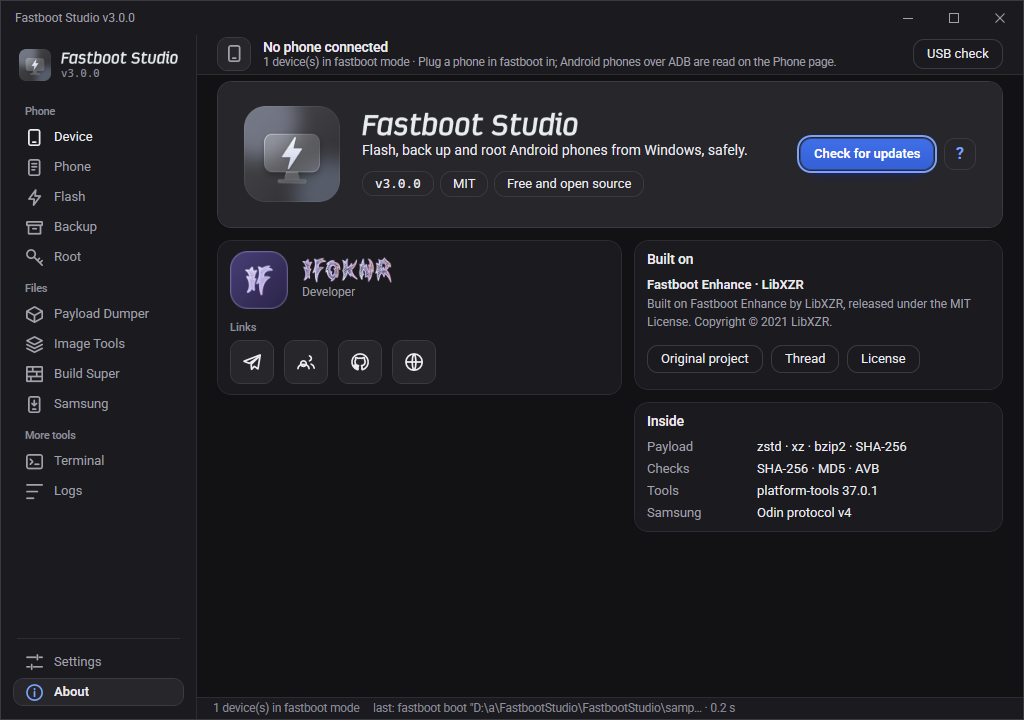 Fastboot Studio v3.0.0
Fastboot Studio
v3.0.0
Phone
Device
Phone
Flash
Backup
Root
Files
Payload Dumper
Image Tools
Build Super
Samsung
More tools
Terminal
Logs
Settings
About
No phone connected
1 device(s) in fastboot mode · Plug a phone in fastboot in; Android phones over ADB are read on the Phone page.
USB check
Fastboot Studio
Flash, back up and root Android phones from Windows, safely.
v3.0.0
MIT
Free and open source
Check for updates
?
IF
IFOKNR
Developer
Links
Built on
Fastboot Enhance · LibXZR
Built on Fastboot Enhance by LibXZR, released under the MIT
License. Copyright © 2021 LibXZR.
Original project
Thread
License
Inside
Payload zstd · xz · bzip2 · SHA-256
Checks SHA-256 · MD5 · AVB
Tools platform-tools 37.0.1
Samsung Odin protocol v4
1 device(s) in fastboot mode last: fastboot boot "D:\a\FastbootStudio\FastbootStudio\samp... · 0.2 s